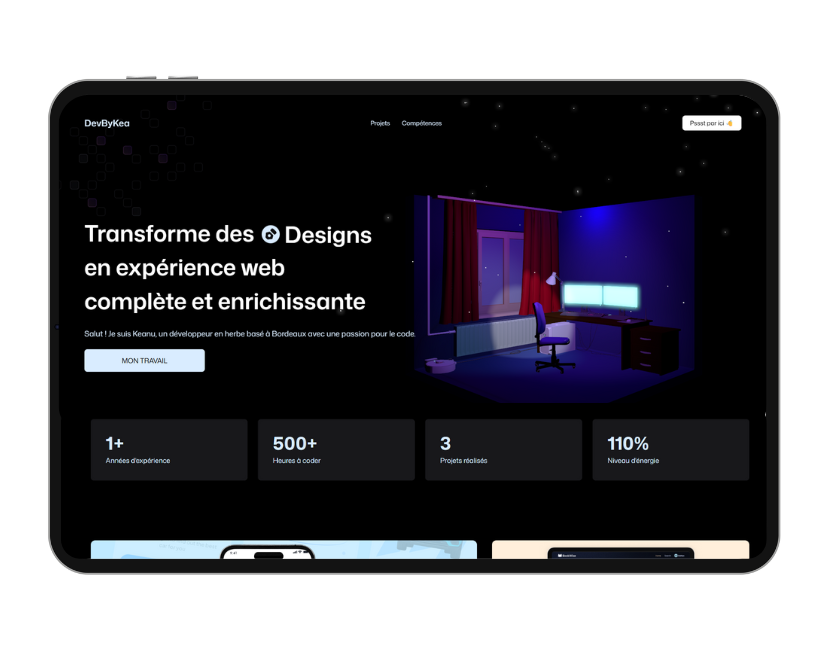 DevByKea
Projets Compétences
Pssst par ici 🤙
Transforme des Designs
en expérience web
complète et enrichissante
Salut ! Je suis Keanu, un développeur en herbe basé à Bordeaux avec une passion pour le code.
MON TRAVAIL
1+
Années d'expérience
500+
Heures à coder
3
Projets réalisés
110%
Niveau d'énergie